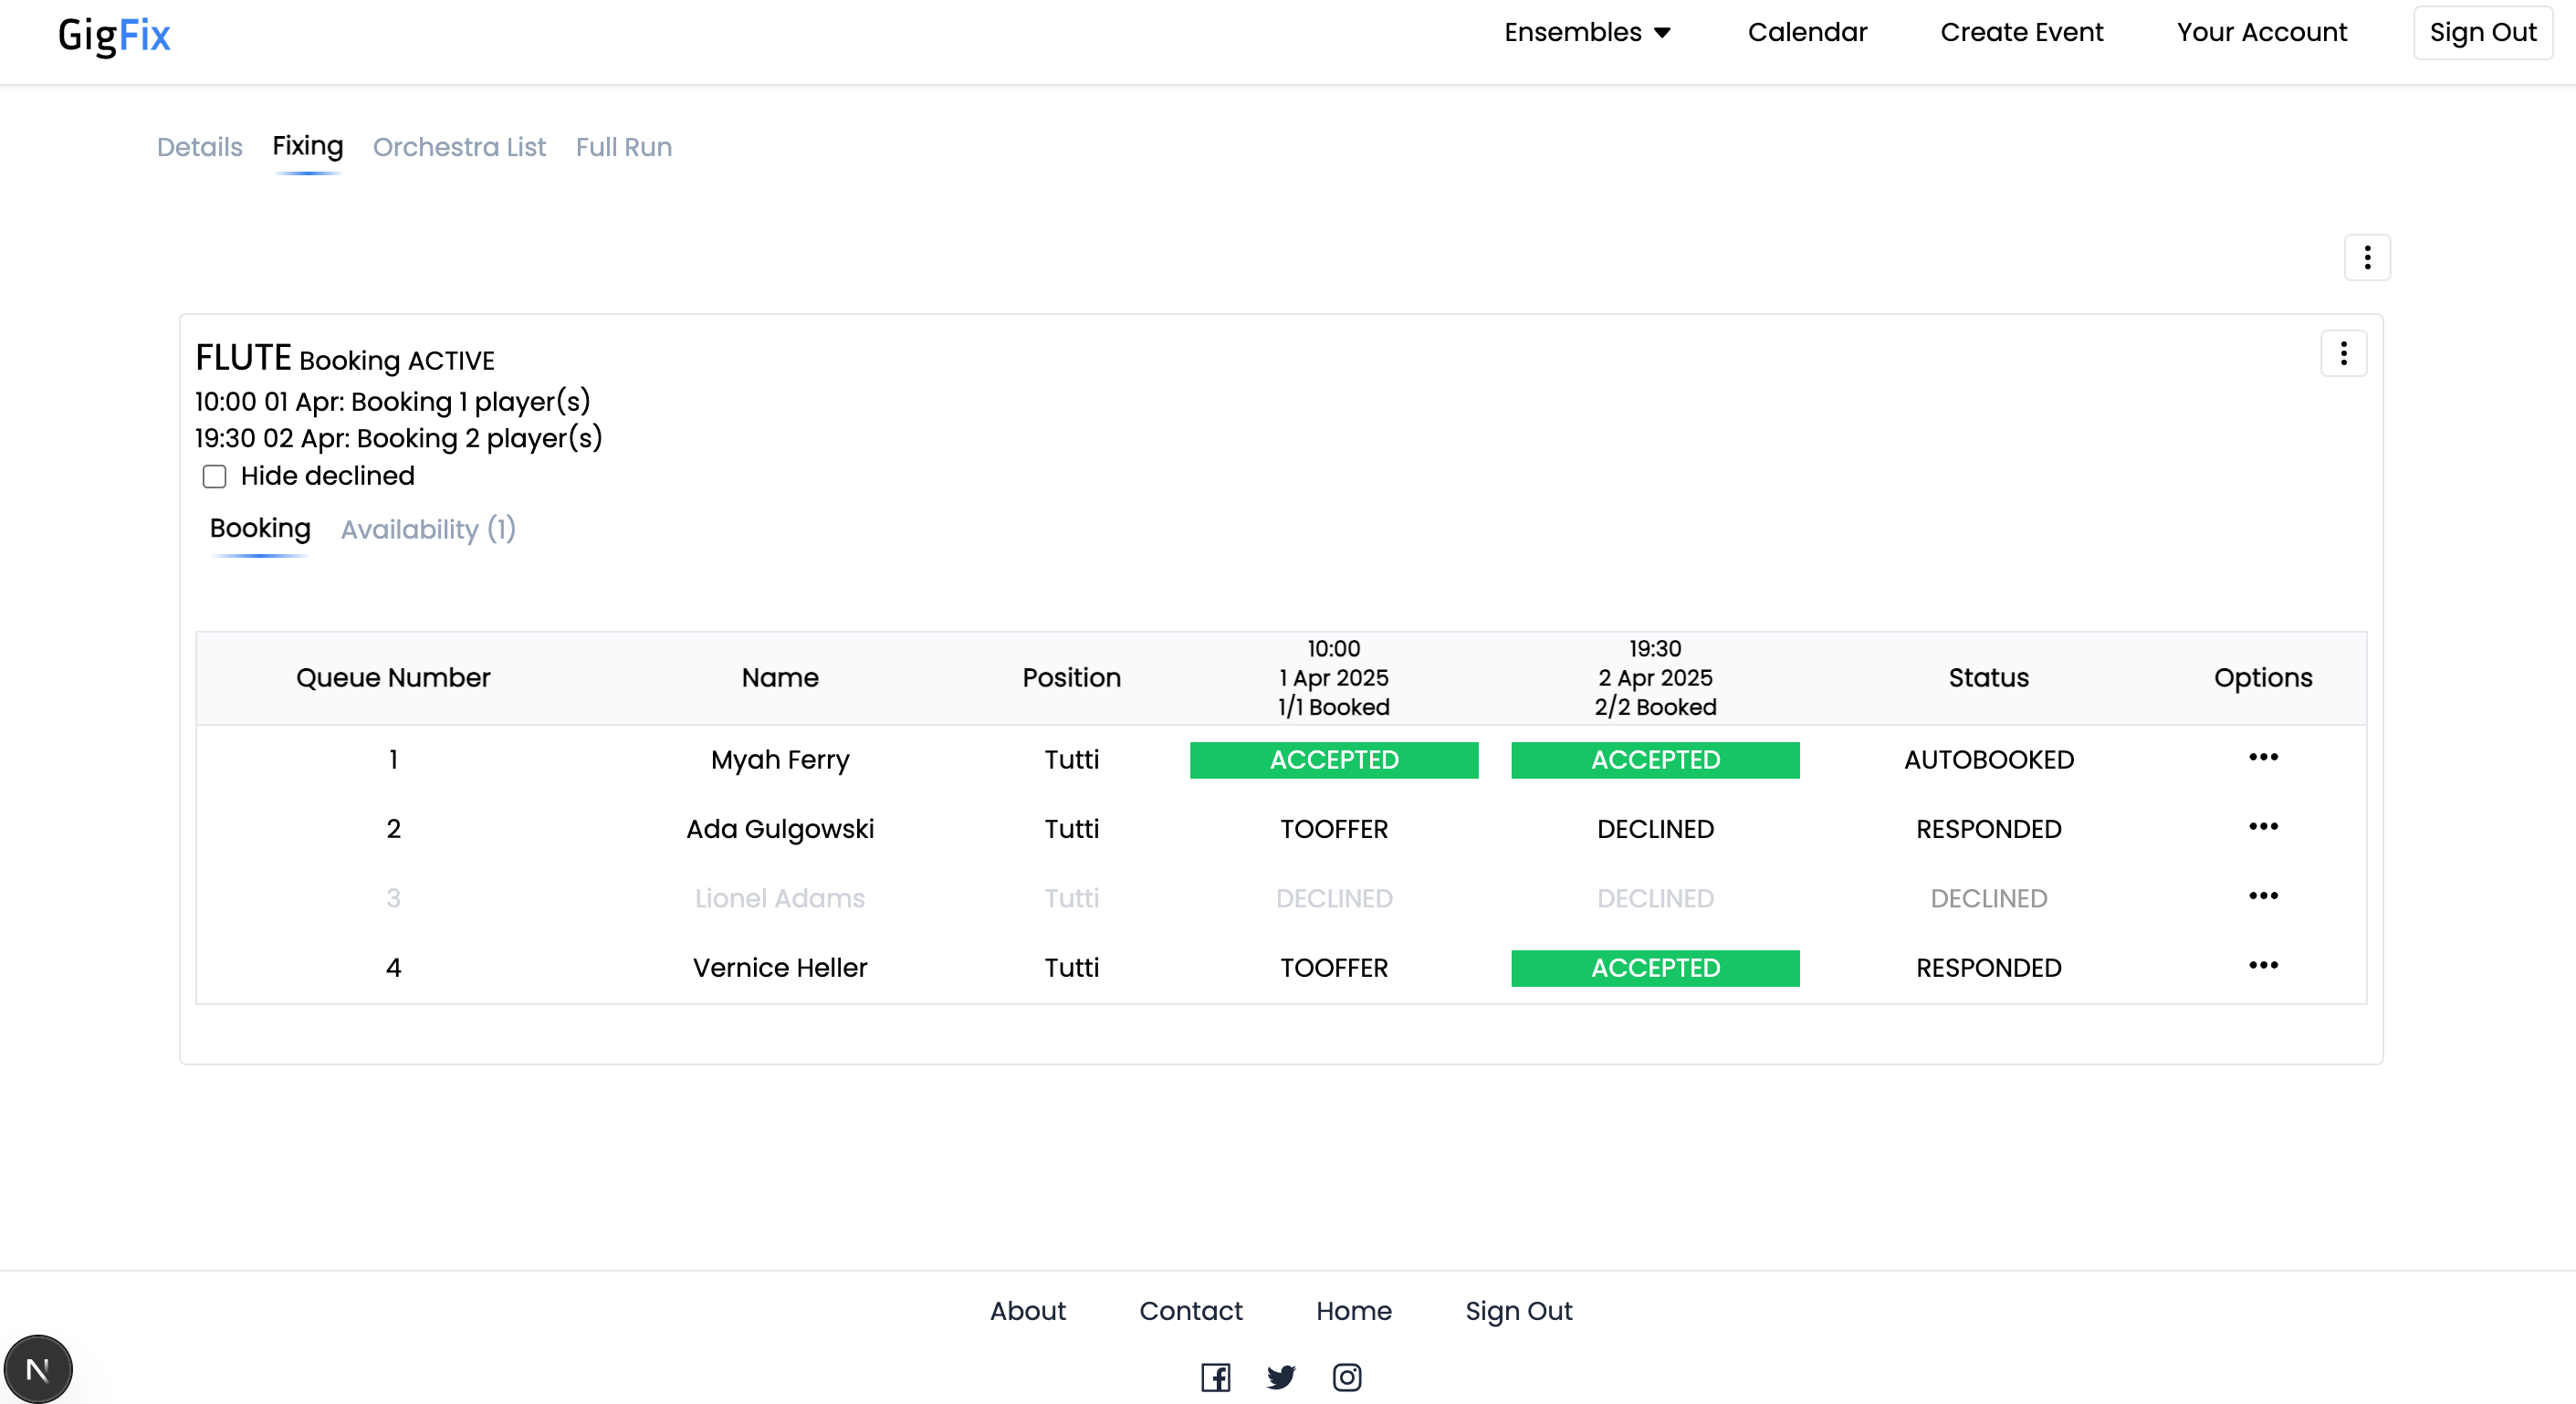 GigFix
Ensembles Calendar Create Event Your Account Sign Out
Details Fixing Orchestra List Full Run
FLUTE Booking ACTIVE
10:00 01 Apr: Booking 1 player(s)
19:30 02 Apr: Booking 2 player(s)
Hide declined
Booking Availability (1)
Queue Number Name Position 10:00 1 Apr 2025 1/1 Booked 19:30 2 Apr 2025 2/2 Booked Status Options
1 Myah Ferry Tutti ACCEPTED ACCEPTED AUTOBOOKED
2 Ada Gulgowski Tutti TOOFFER DECLINED RESPONDED
3 Lionel Adams Tutti DECLINED DECLINED DECLINED
4 Vernice Heller Tutti TOOFFER ACCEPTED RESPONDED
About Contact Home Sign Out
N